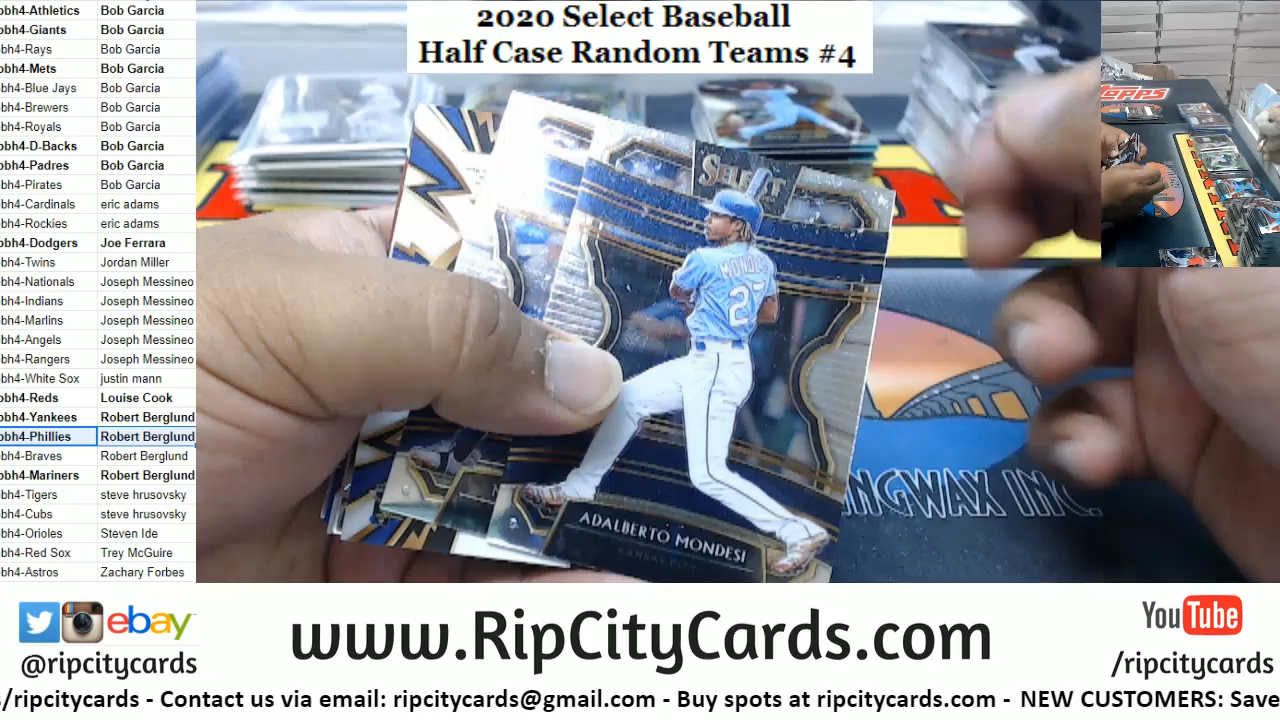 2020 Select Baseball
Half Case Random Teams #4
bh4-Athletics Bob Garcia
bh4-Giants Bob Garcia
bh4-Rays Bob Garcia
bh4-Mets Bob Garcia
bh4-Blue Jays Bob Garcia
bh4-Brewers Bob Garcia
bh4-Royals Bob Garcia
bh4-D-Backs Bob Garcia
bh4-Padres Bob Garcia
bh4-Pirates Bob Garcia
bh4-Cardinals eric adams
bh4-Rockies eric adams
bh4-Dodgers Joe Ferrara
bh4-Twins Jordan Miller
bh4-Nationals Joseph Messineo
bh4-Indians Joseph Messineo
bh4-Marlins Joseph Messineo
bh4-Angels Joseph Messineo
bh4-Rangers Joseph Messineo
bh4-White Sox justin mann
bh4-Reds Louise Cook
bh4-Yankees Robert Berglund
bh4-Phillies Robert Berglund
bh4-Braves Robert Berglund
bh4-Mariners Robert Berglund
bh4-Tigers steve hrusovsky
bh4-Cubs steve hrusovsky
bh4-Orioles Steven Ide
bh4-Red Sox Trey McGuire
bh4-Astros Zachary Forbes
SELECT
MONDES
27
ADALBERTO MONDESI
KANSAS CITY
NGWAX INC.
Topps
ebay
@ripcitycards
www.RipCityCards.com
YouTube
/ripcitycards
s/ripcitycards - Contact us via email: ripcitycards@gmail.com - Buy spots at ripcitycards.com - NEW CUSTOMERS: Save